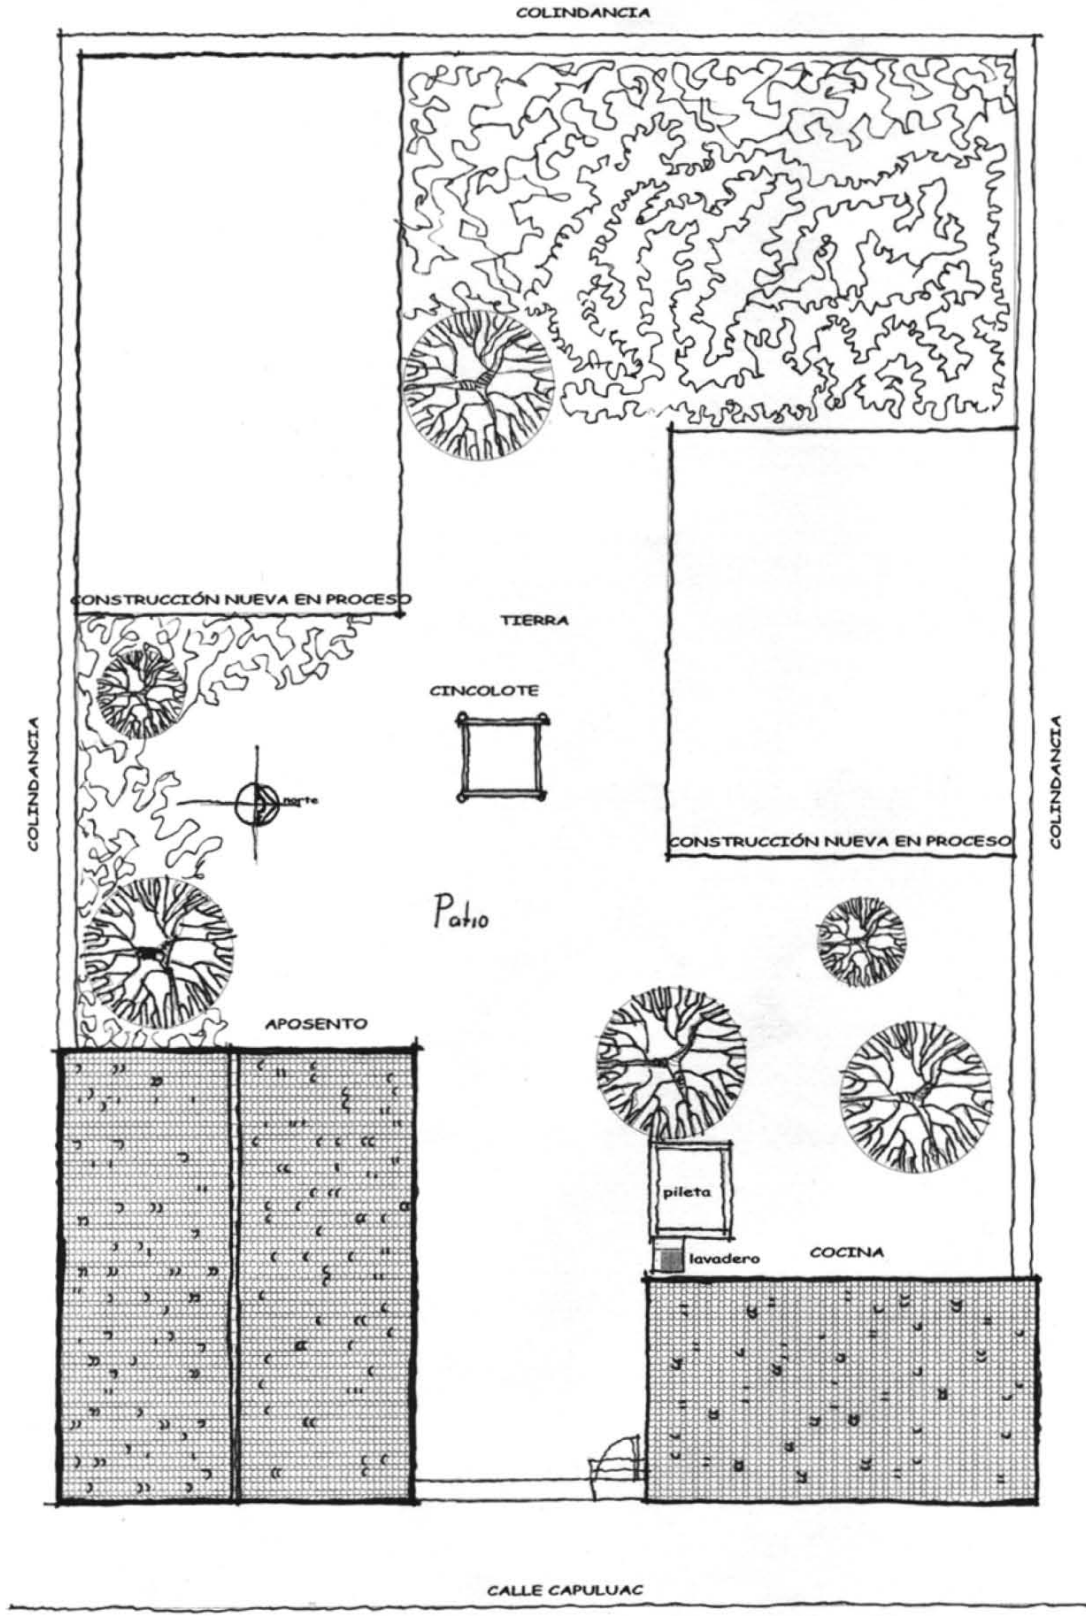 COLINDANCIA
CONSTRUCCIÓN NUEVA EN PROCESO
TIERRA
CINCOLOTE
COLINDANCIA
COLINDANCIA
norte
CONSTRUCCIÓN NUEVA EN PROCESO
Patio
APOSENTO
pileta
lavadero
COCINA
CALLE CAPULUAC